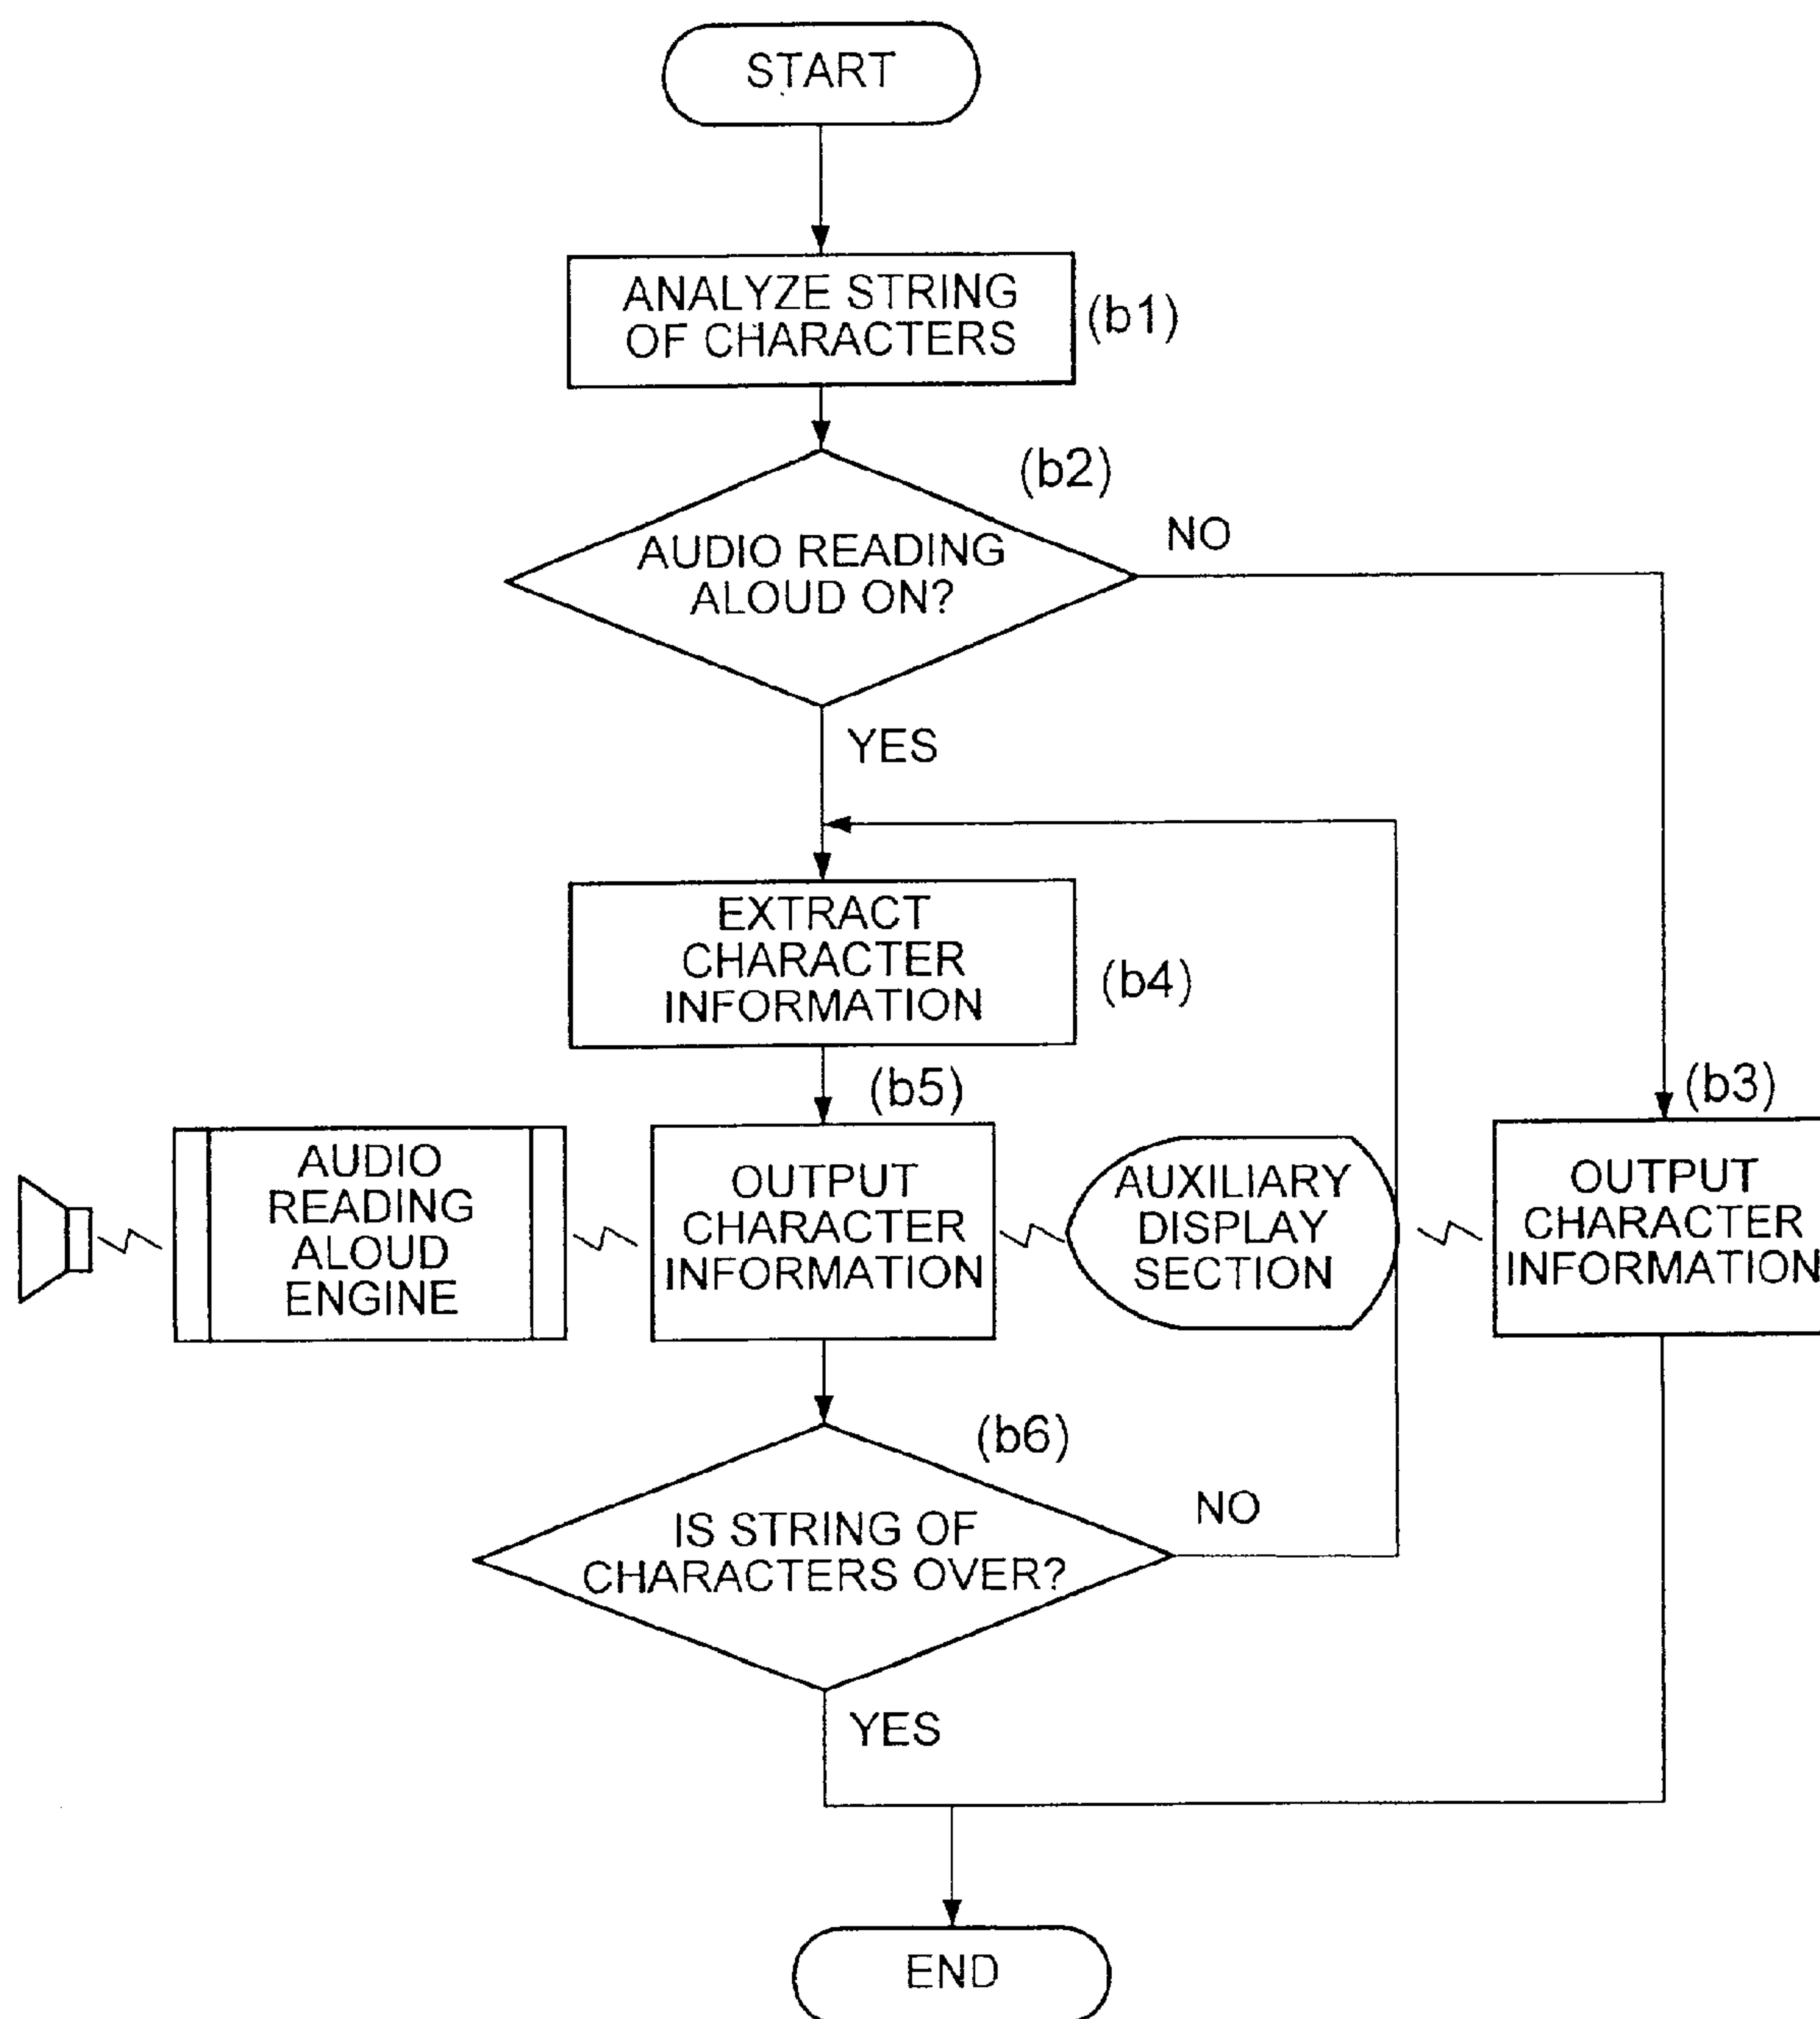 START
ANALYZE STRING
OF CHARACTERS
(b1)
(b2)
AUDIO READING
ALOUD ON?
NO
YES
EXTRACT
CHARACTER
INFORMATION
(b4)
(b5)
(b3)
AUDIO
READING
ALOUD
ENGINE
OUTPUT
CHARACTER
INFORMATION
AUXILIARY
DISPLAY
SECTION
OUTPUT
CHARACTER
INFORMATION
(b6)
IS STRING OF
CHARACTERS OVER?
NO
YES
END